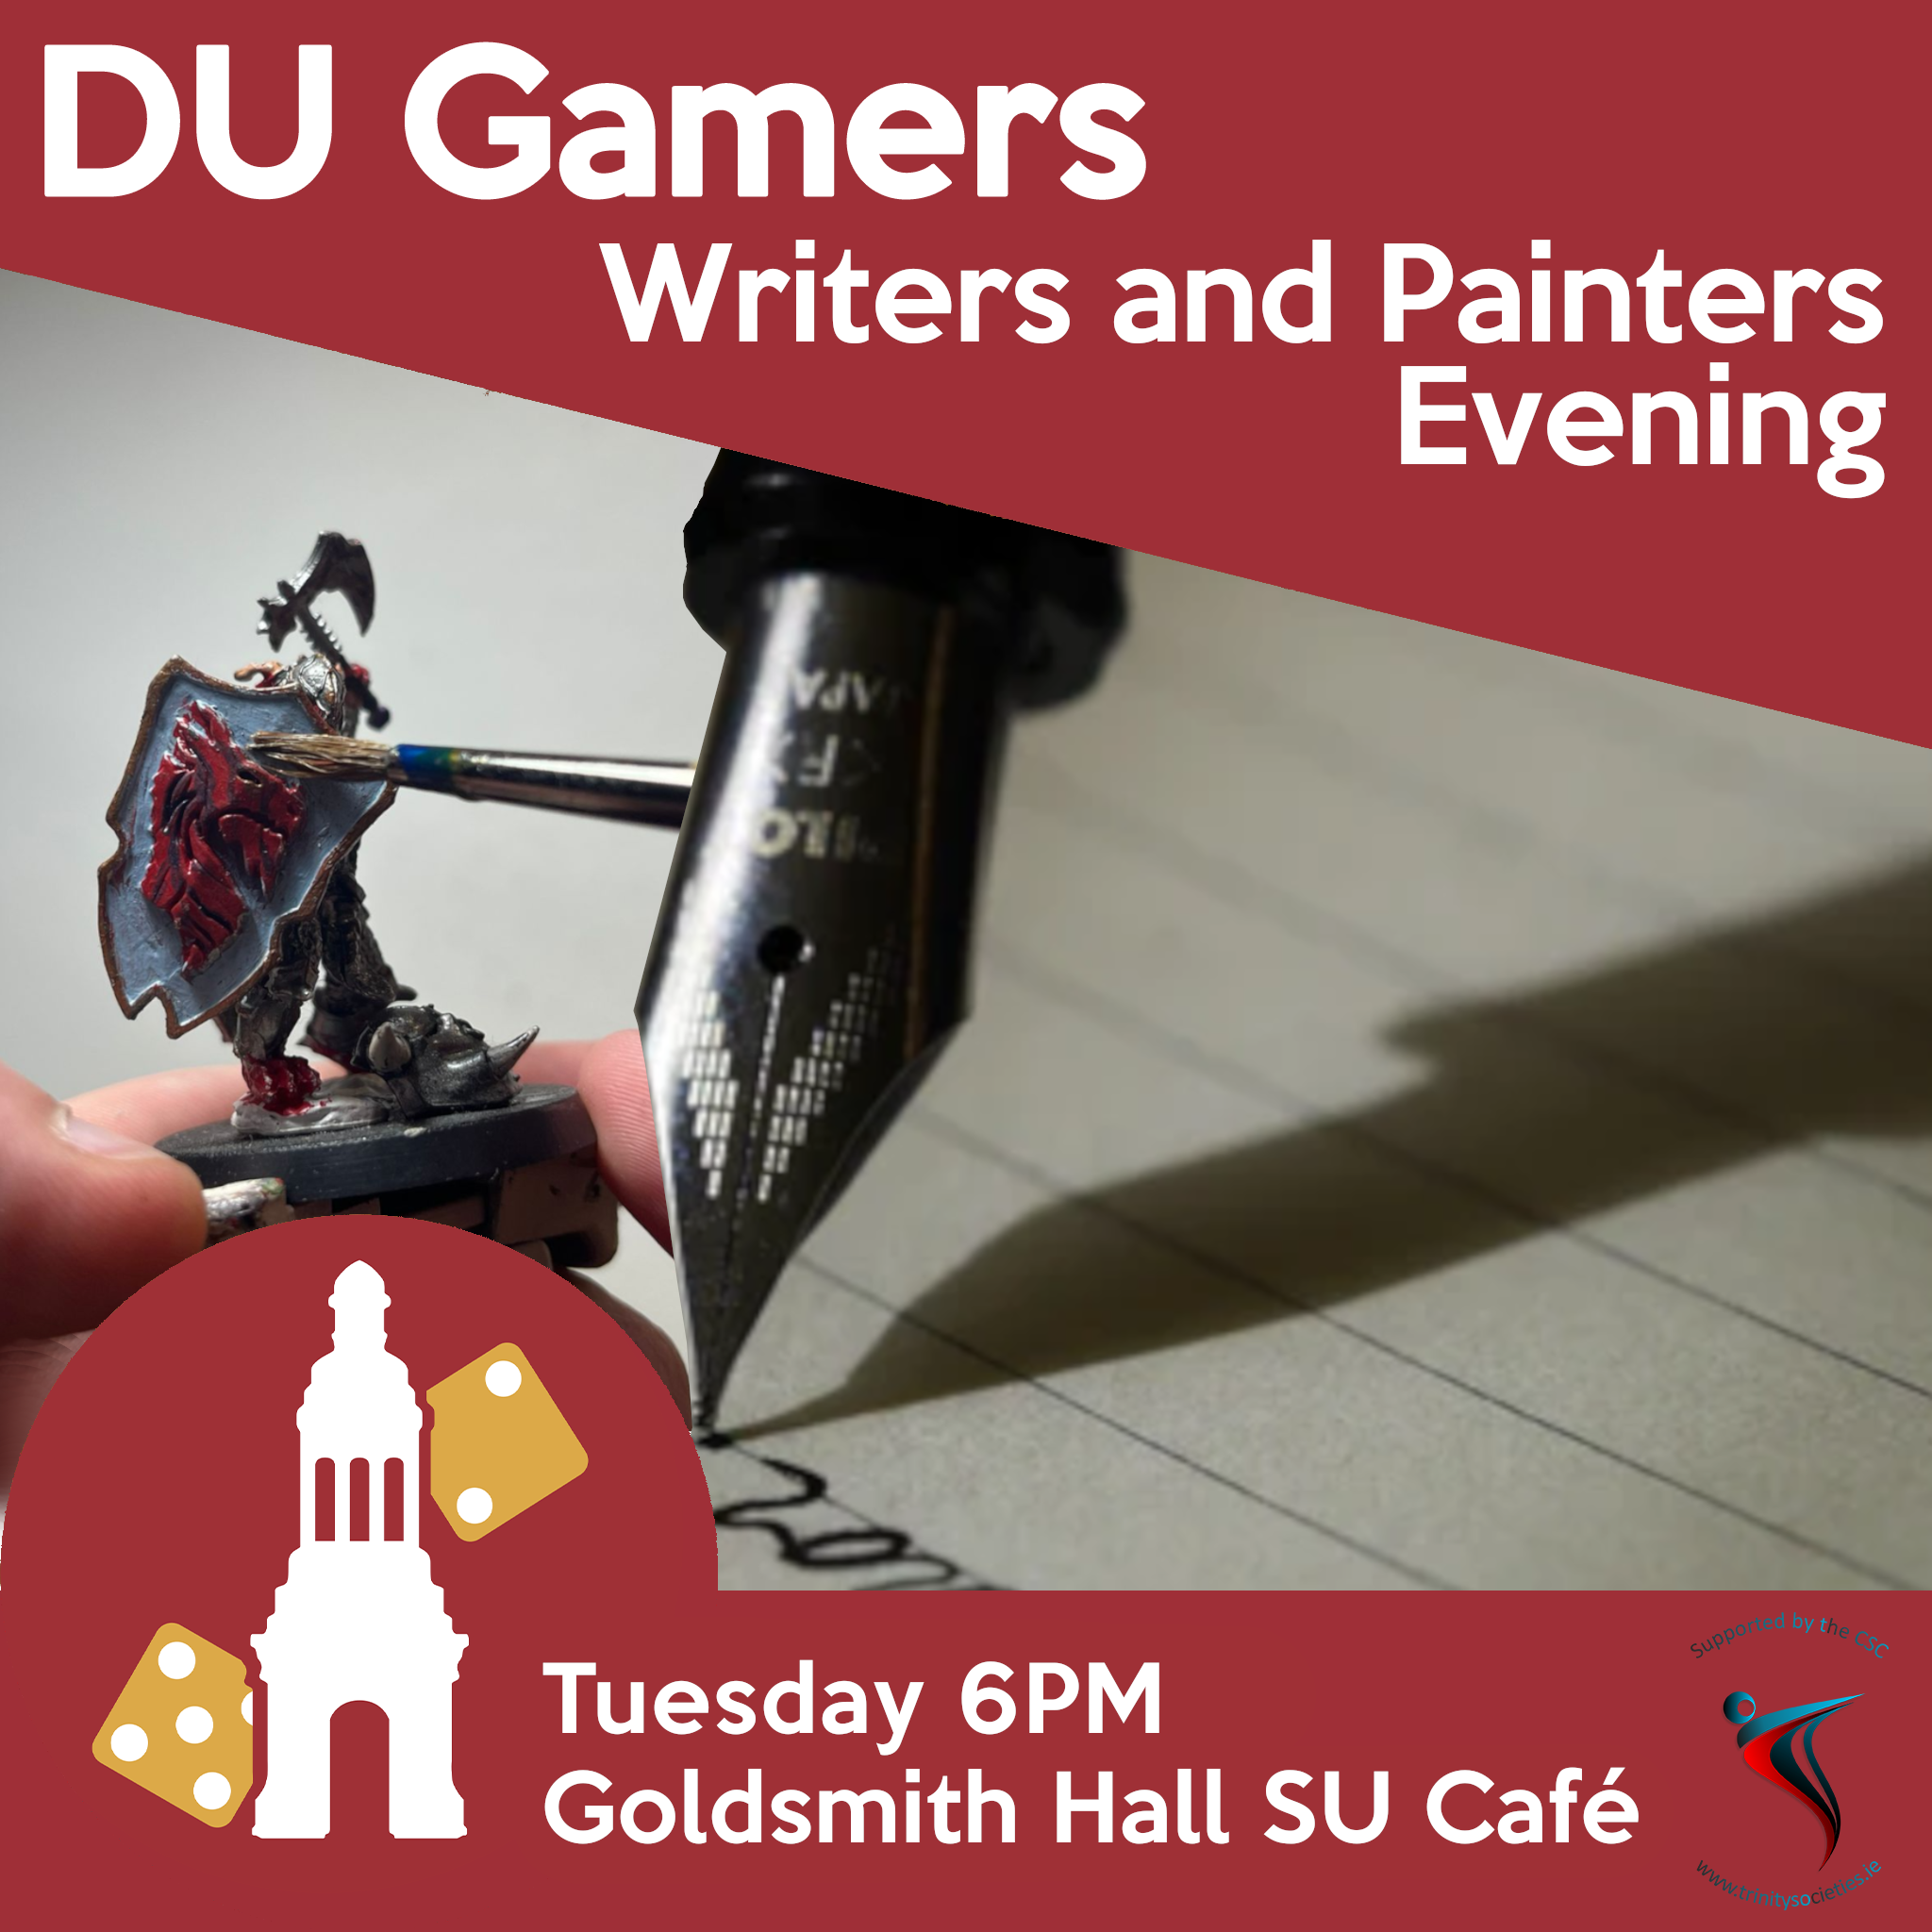 DU Gamers
Writers and Painters
Evening
Tuesday 6PM
Goldsmith Hall SU Café
Supported by the CSC
www.trinitysocieties.ie